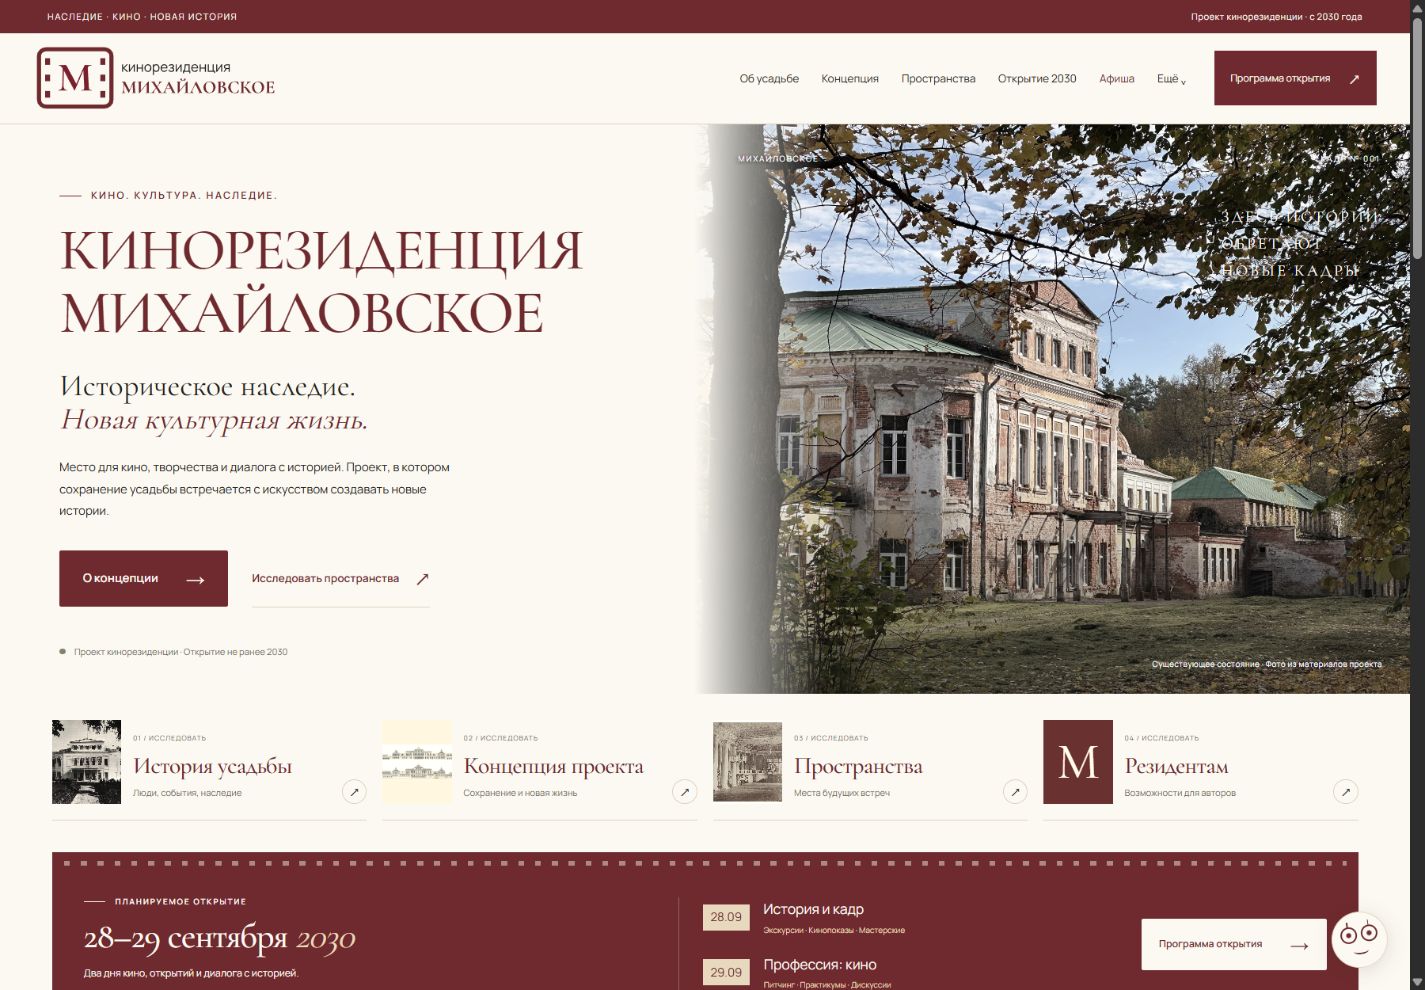 НАСЛЕДИЕ · КИНО · НОВАЯ ИСТОРИЯ
Проект кинорезиденции · с 2030 года
М
кинорезиденция
МИХАЙЛОВСКОЕ
Об усадьбе
Концепция
Пространства
Открытие 2030
Афиша
Ещё
Программа открытия ↗
МИХАЙЛОВСКОЕ
№ 001
КИНО. КУЛЬТУРА. НАСЛЕДИЕ.
КИНОРЕЗИДЕНЦИЯ
МИХАЙЛОВСКОЕ
ЗДЕСЬ ИСТОРИИ
ОБРЕТАЮТ
НОВЫЕ КАДРЫ
Историческое наследие.
Новая культурная жизнь.
Место для кино, творчества и диалога с историей. Проект, в котором
сохранение усадьбы встречается с искусством создавать новые
истории.
О концепции →
Исследовать пространства ↗
Проект кинорезиденции · Открытие не ранее 2030
Существующее состояние · Фото из материалов проекта
01 / ИССЛЕДОВАТЬ
История усадьбы
Люди, события, наследие
02 / ИССЛЕДОВАТЬ
Концепция проекта
Сохранение и новая жизнь
03 / ИССЛЕДОВАТЬ
Пространства
Места будущих встреч
М
04 / ИССЛЕДОВАТЬ
Резидентам
Возможности для авторов
ПЛАНИРУЕМОЕ ОТКРЫТИЕ
28–29 сентября 2030
Два дня кино, открытий и диалога с историей.
28.09
История и кадр
Экскурсии · Кинопоказы · Мастерские
29.09
Профессия: кино
Питчинг · Практикумы · Дискуссии
Программа открытия →